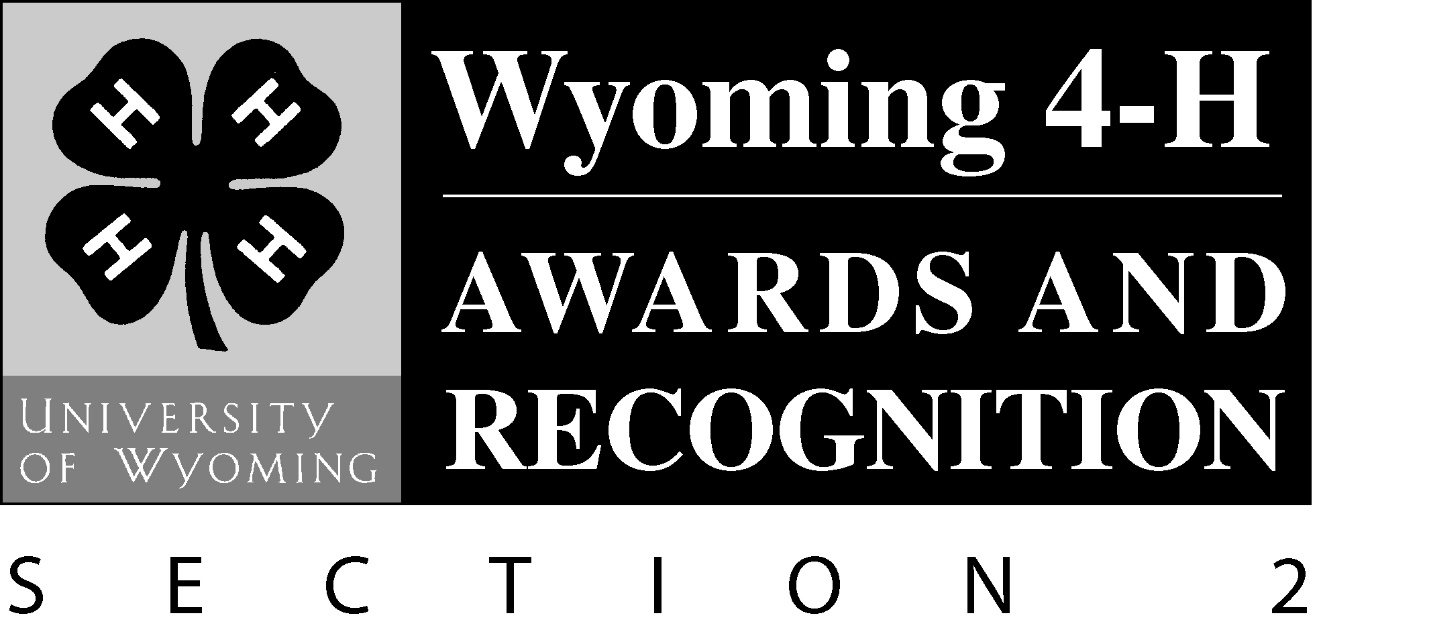 H H
H H
UNIVERSITY
OF WYOMING
Wyoming 4-H
AWARDS AND
RECOGNITION
SECTION 2